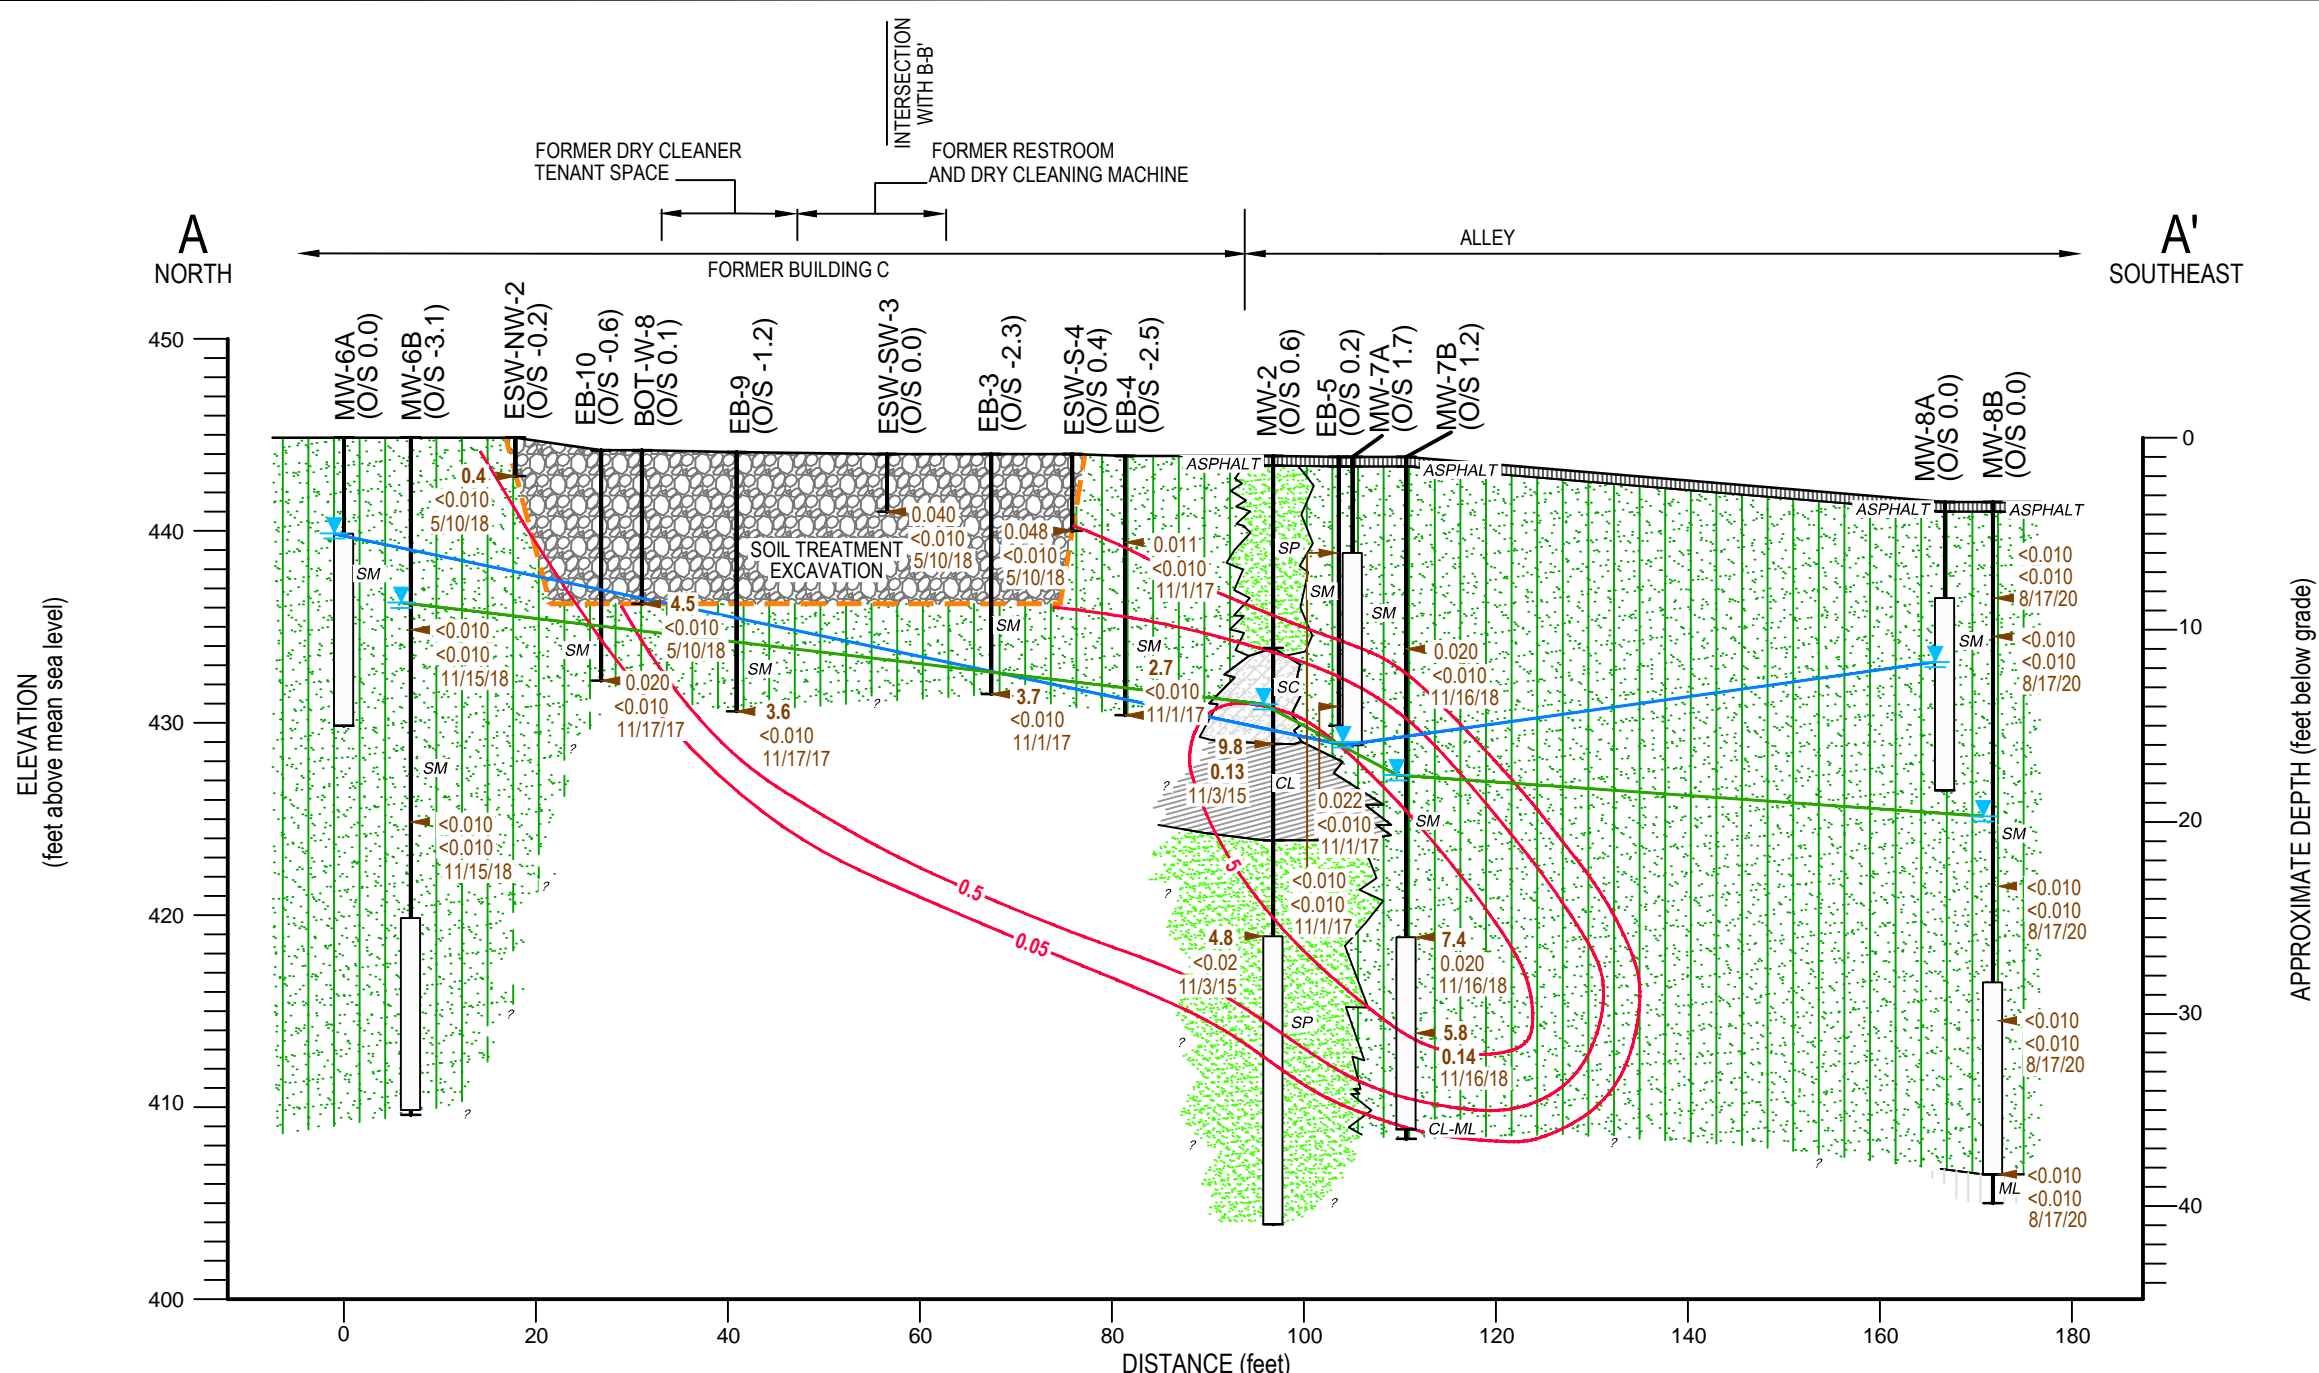 INTERSECTION
WITH B-B'
FORMER DRY CLEANER
TENANT SPACE
FORMER RESTROOM
AND DRY CLEANING MACHINE
A
NORTH
FORMER BUILDING C
ALLEY
A'
SOUTHEAST
MW-6A
(O/S 0.0)
MW-6B
(O/S -3.1)
ESW-NW-2
(O/S -0.2)
EB-10
(O/S -0.6)
BOT-W-8
(O/S 0.1)
EB-9
(O/S -1.2)
ESW-SW-3
(O/S 0.0)
EB-3
(O/S -2.3)
ESW-S-4
(O/S 0.4)
EB-4
(O/S -2.5)
MW-2
(O/S 0.6)
EB-5
(O/S 0.2)
MW-7A
(O/S 1.7)
MW-7B
(O/S 1.2)
MW-8A
(O/S 0.0)
MW-8B
(O/S 0.0)
ELEVATION
(feet above mean sea level)
450
440
430
420
410
400
0.4
<0.010
5/10/18
SM
<0.010
<0.010
11/15/18
SM
<0.010
<0.010
11/15/18
?
?
?
?
?
SOIL TREATMENT
EXCAVATION
SM
0.020
<0.010
11/17/17
4.5
<0.010
5/10/18
SM
3.6
<0.010
11/17/17
?
0.040
<0.010
5/10/18
SM
3.7
<0.010
11/1/17
0.048
<0.010
5/10/18
0.011
<0.010
11/1/17
SM
2.7
<0.010
11/1/17
0.5
0.05
5
ASPHALT
ASPHALT
ASPHALT
ASPHALT
SP
SM
SM
SC
CL
9.8
0.13
11/3/15
?
?
4.8
<0.02
11/3/15
SP
?
?
?
0.022
<0.010
11/1/17
<0.010
<0.010
11/1/17
0.020
<0.010
11/16/18
SM
7.4
0.020
11/16/18
5.8
0.14
11/16/18
CL-ML
?
?
SM
<0.010
<0.010
8/17/20
<0.010
<0.010
8/17/20
SM
<0.010
<0.010
8/17/20
<0.010
<0.010
8/17/20
ML
<0.010
<0.010
8/17/20
0
10
20
30
40
APPROXIMATE DEPTH (feet below grade)
0
20
40
60
80
100
120
140
160
180
DISTANCE (feet)